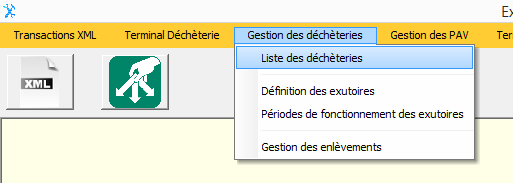 Ex
Transactions XML Terminal Déchèterie Gestion des déchèteries Gestion des PAV Ter
XML
Liste des déchèteries
Définition des exutoires
Périodes de fonctionnement des exutoires
Gestion des enlèvements